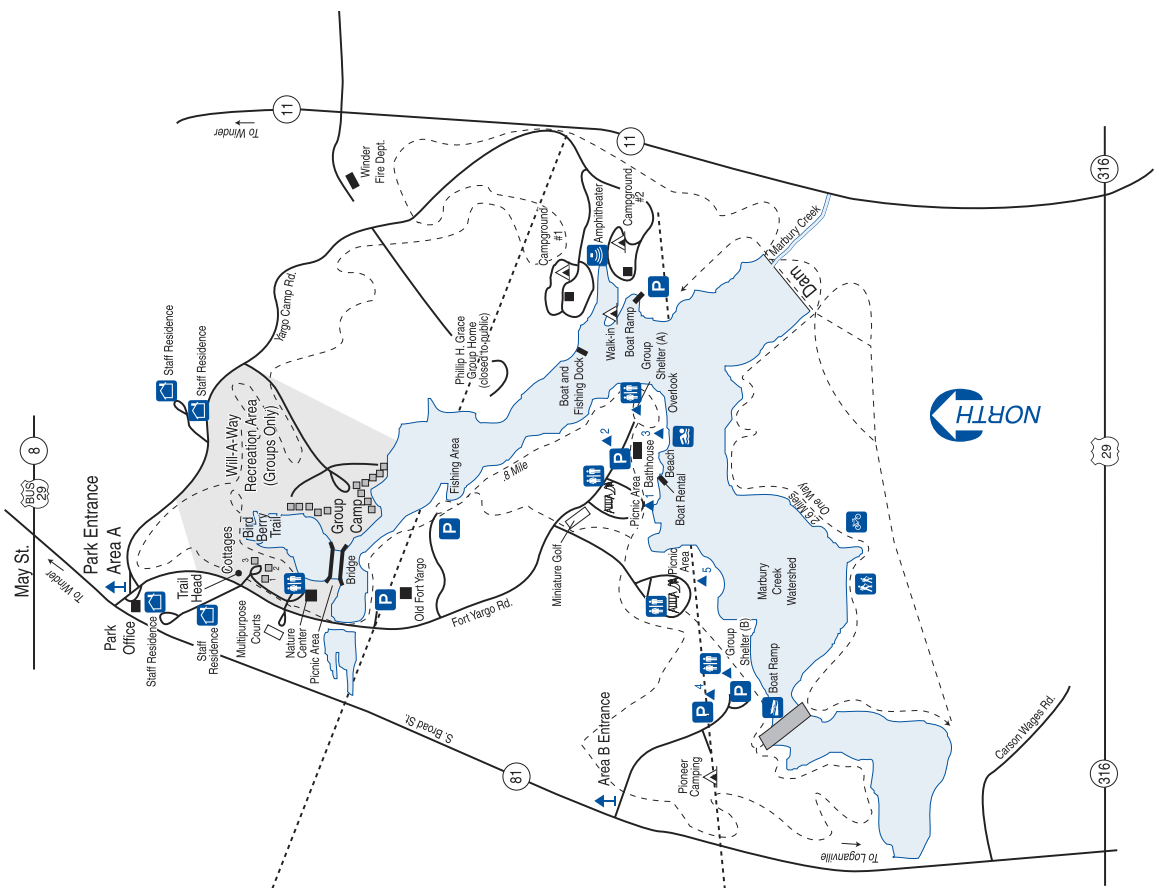 May St.
8
BUS
29
To Winder
Park Entrance
Area A
Park
Office
Staff Residence
Staff
Residence
Staff Residence
Staff Residence
Trail
Head
Cottages
1
2
3
Multipurpose
Courts
Nature
Center
Picnic Area
Bridge
Bird
Berry
Trail
Will-A-Way
Recreation Area
(Groups Only)
Group
Camp
Yargo Camp Rd.
11
To Winder
Winder
Fire Dept.
11
Phillip H. Grace
Group Home
(closed to public)
Fishing Area
.8 Mile
P
P
Old Fort Yargo
Fort Yargo Rd.
S. Broad St.
81
Campground
#1
Amphitheater
Campground
#2
Walk-in
Boat Ramp
P
Boat and
Fishing Dock
Group
Shelter (A)
Overlook
2
P
3
Bathhouse
Beach
Picnic Area
1
Boat Rental
Miniature Golf
Picnic
Area
5
Marbury Creek
Dam
Marbury
Creek
Watershed
2.6 Miles
One Way
Group
Shelter (B)
4
P
P
Boat Ramp
Area B Entrance
Pioneer
Camping
To Loganville
Carson Wages Rd.
NORTH
316
29
316